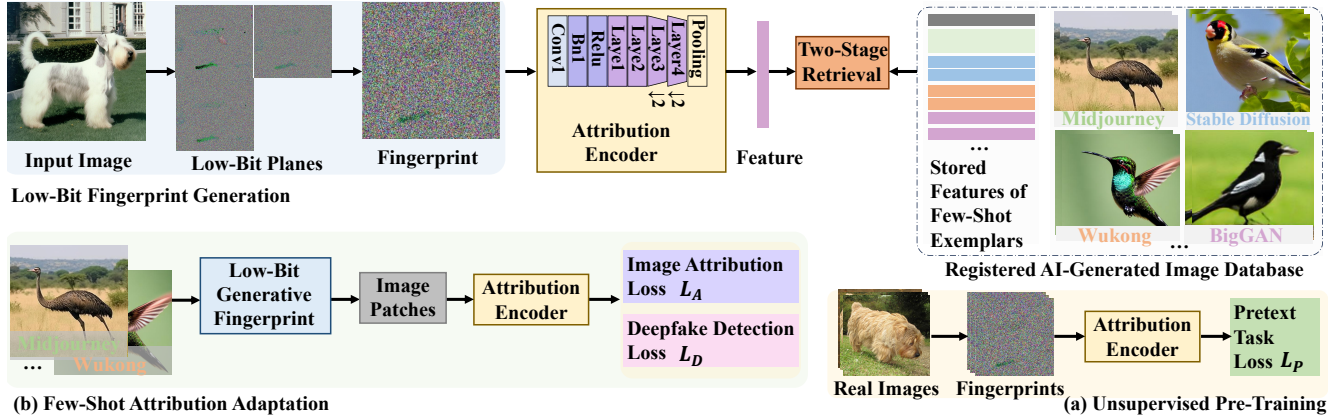 Input Image
Low-Bit Planes
Fingerprint
Low-Bit Fingerprint Generation
Conv1
Bn1
Relu
Layer1
Laye2
Laye3
Layer4
Pooling
↓2
↓2
Attribution
Encoder
Feature
Two-Stage
Retrieval
...
Stored
Features of
Few-Shot
Exemplars
Midjourney
Stable Diffusion
Wukong
BigGAN
...
Registered AI-Generated Image Database
Midjourney
Wukong
...
Low-Bit
Generative
Fingerprint
Image
Patches
Attribution
Encoder
Image Attribution
Loss L_A
Deepfake Detection
Loss L_D
(b) Few-Shot Attribution Adaptation
Real Images
Fingerprints
Attribution
Encoder
Pretext
Task
Loss L_P
(a) Unsupervised Pre-Training